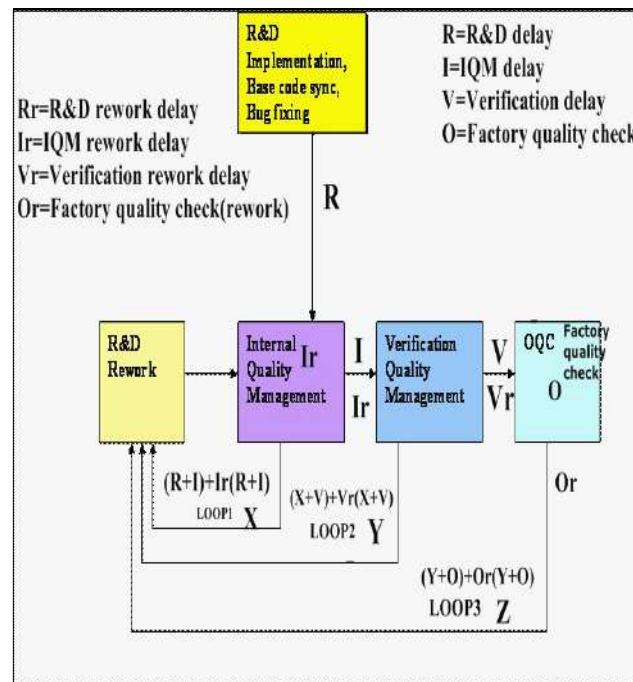 R&D
Implementation,
Base code sync,
Bug fixing
R=R&D delay
I=IQM delay
V=Verification delay
O=Factory quality check
Rr=R&D rework delay
Ir=IQM rework delay
Vr=Verification rework delay
Or=Factory quality check(rework)
R
R&D
Rework
Internal
Quality
Management
Ir
I
Ir
Verification
Quality
Management
V
Vr
OQC
Factory
quality
check
O
(R+I)+Ir(R+I)
LOOP1 X
(X+V)+Vr(X+V)
LOOP2 Y
Or
(Y+O)+Or(Y+O)
LOOP3 Z